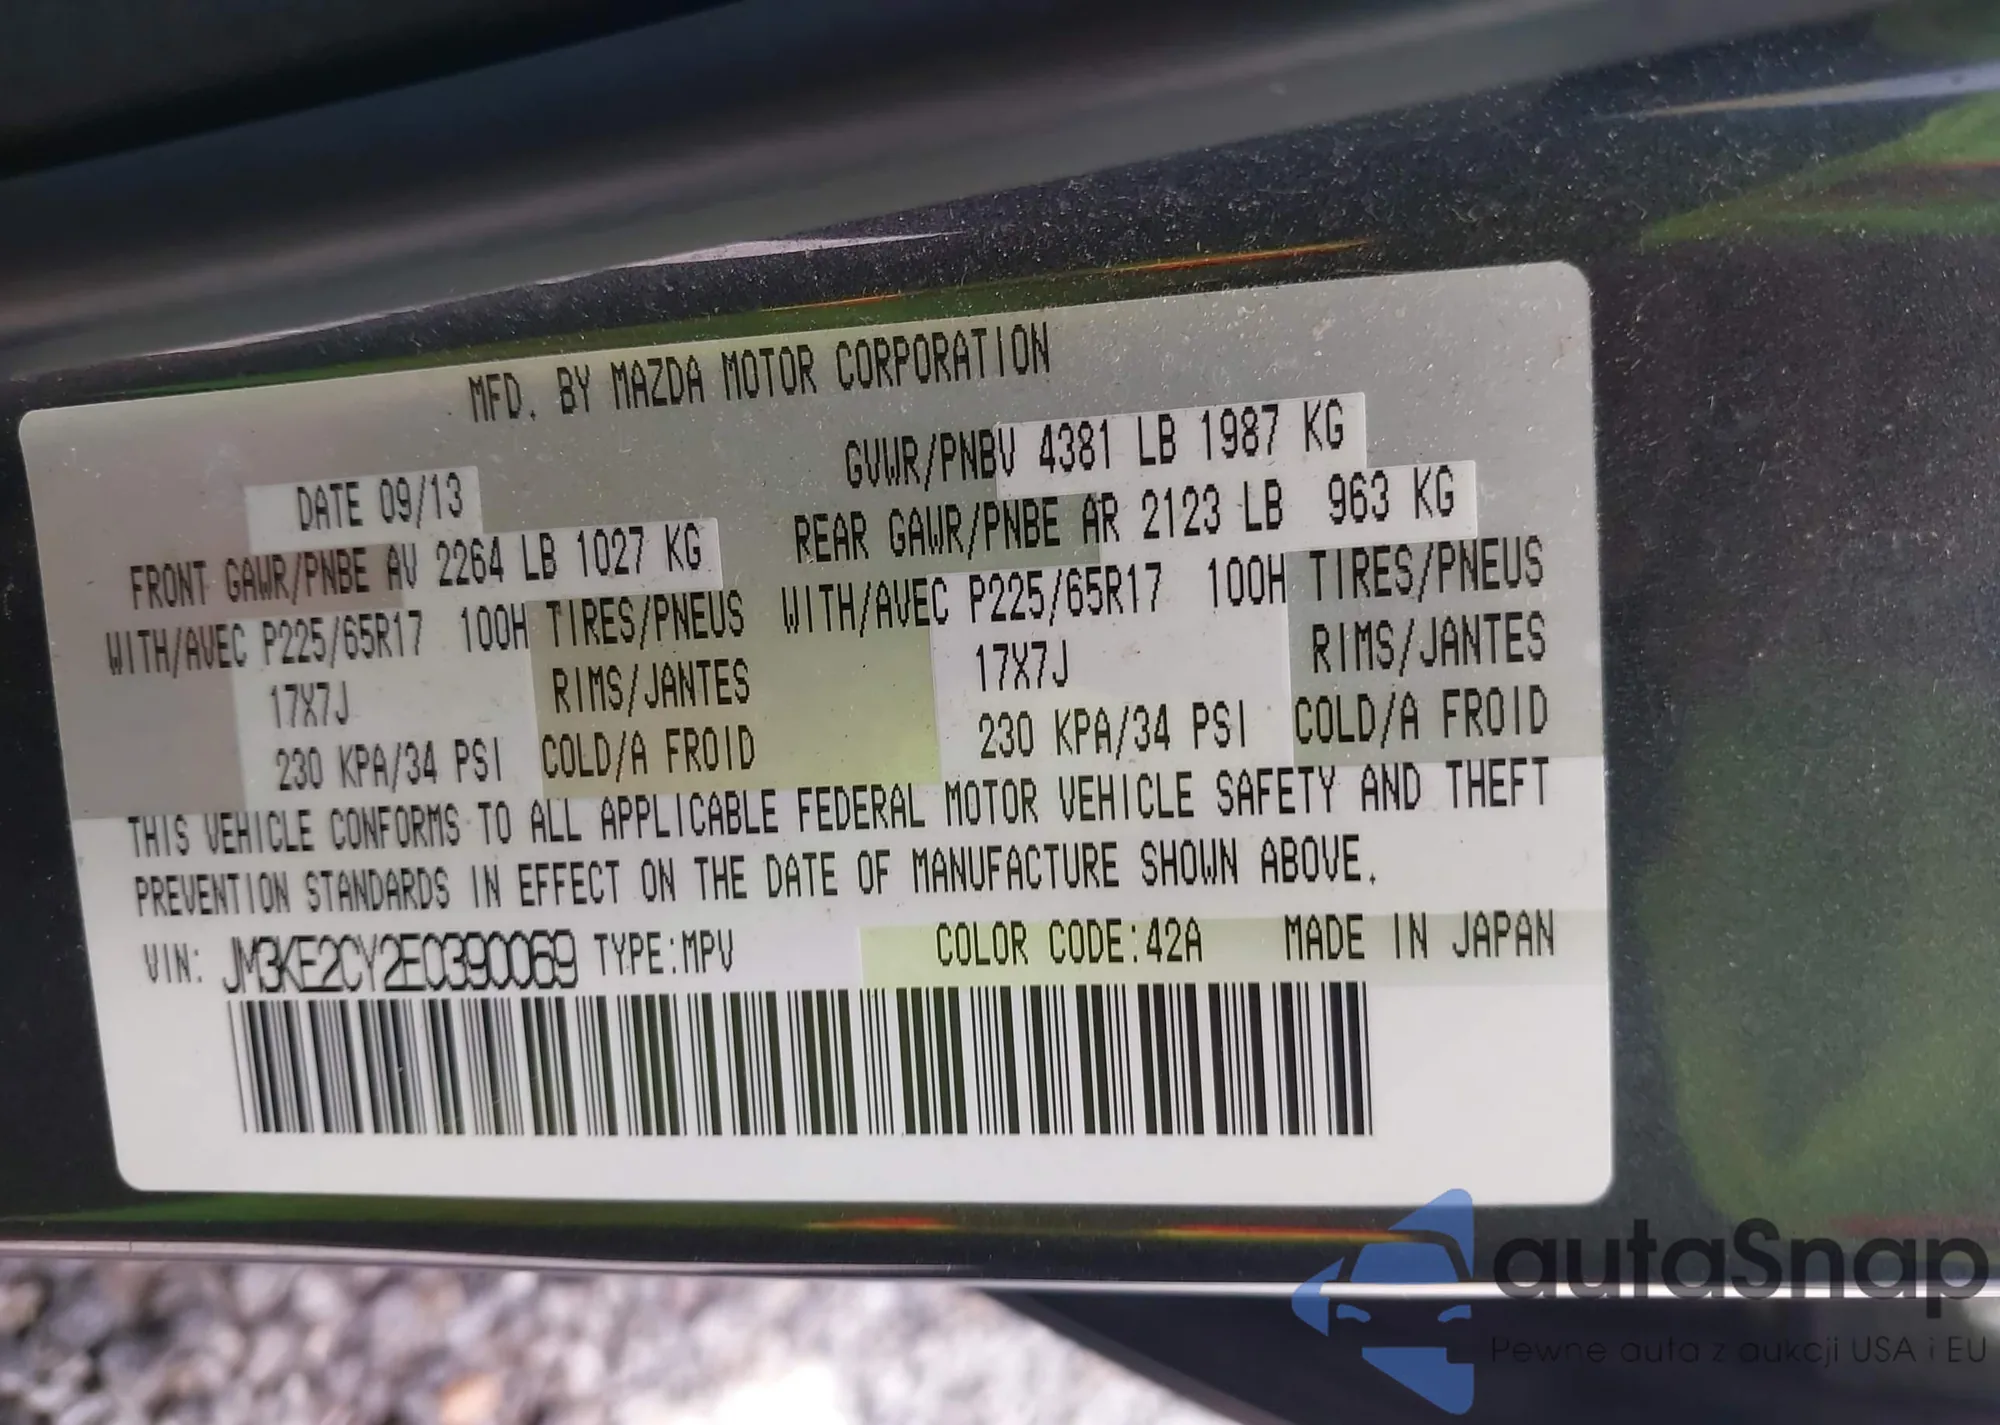 MFD. BY MAZDA MOTOR CORPORATION
DATE 09/13 GVWR/PNBV 4381 LB 1987 KG
FRONT GAWR/PNBE AV 2264 LB 1027 KG REAR GAWR/PNBE AR 2123 LB 963 KG
WITH/AVEC P225/65R17 100H TIRES/PNEUS WITH/AVEC P225/65R17 100H TIRES/PNEUS
17X7J RIMS/JANTES 17X7J RIMS/JANTES
230 KPA/34 PSI COLD/A FROID 230 KPA/34 PSI COLD/A FROID
THIS VEHICLE CONFORMS TO ALL APPLICABLE FEDERAL MOTOR VEHICLE SAFETY AND THEFT
PREVENTION STANDARDS IN EFFECT ON THE DATE OF MANUFACTURE SHOWN ABOVE.
VIN: JM3KE2CY2E0390069 TYPE:MPV COLOR CODE:42A MADE IN JAPAN
autaSnap
Pewne auta z aukcji USA i EU